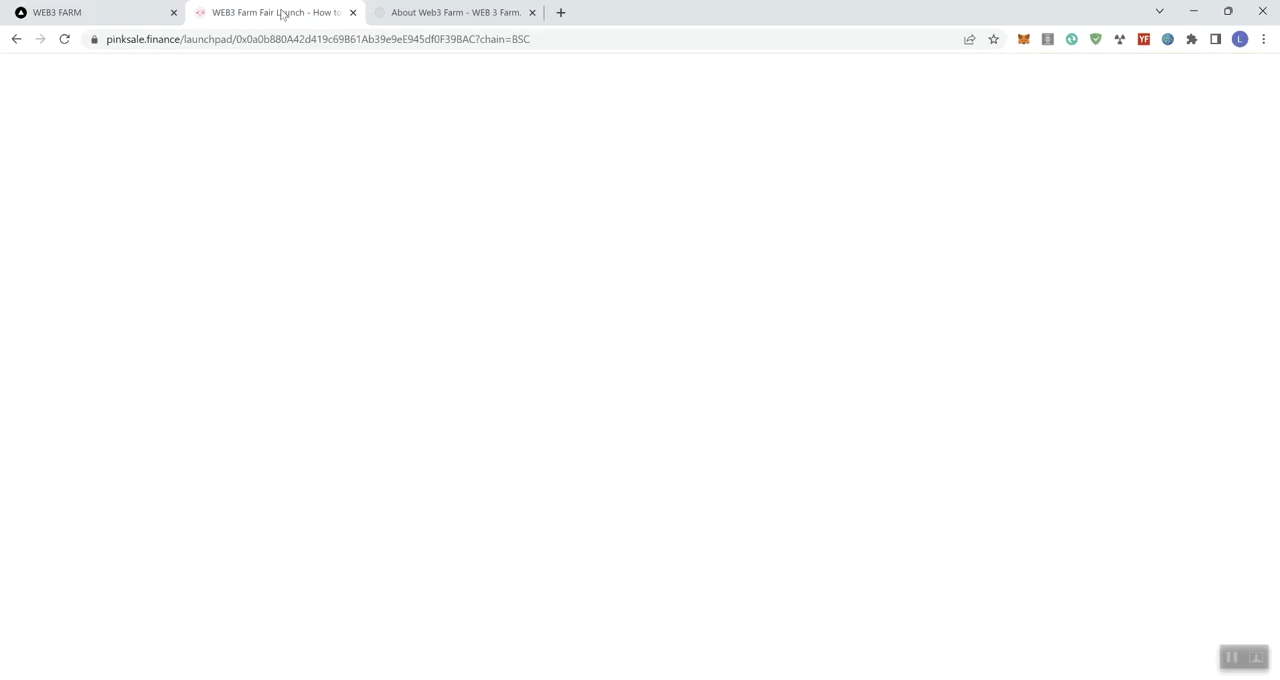 WEB3 FARM
WEB3 Farm Fair Launch - How to
About Web3 Farm - WEB 3 Farm.
pinksale.finance/launchpad/0x0a0b880A42d419c69B61Ab39e9eE945df0F39BAC?chain=BSC
YF
L